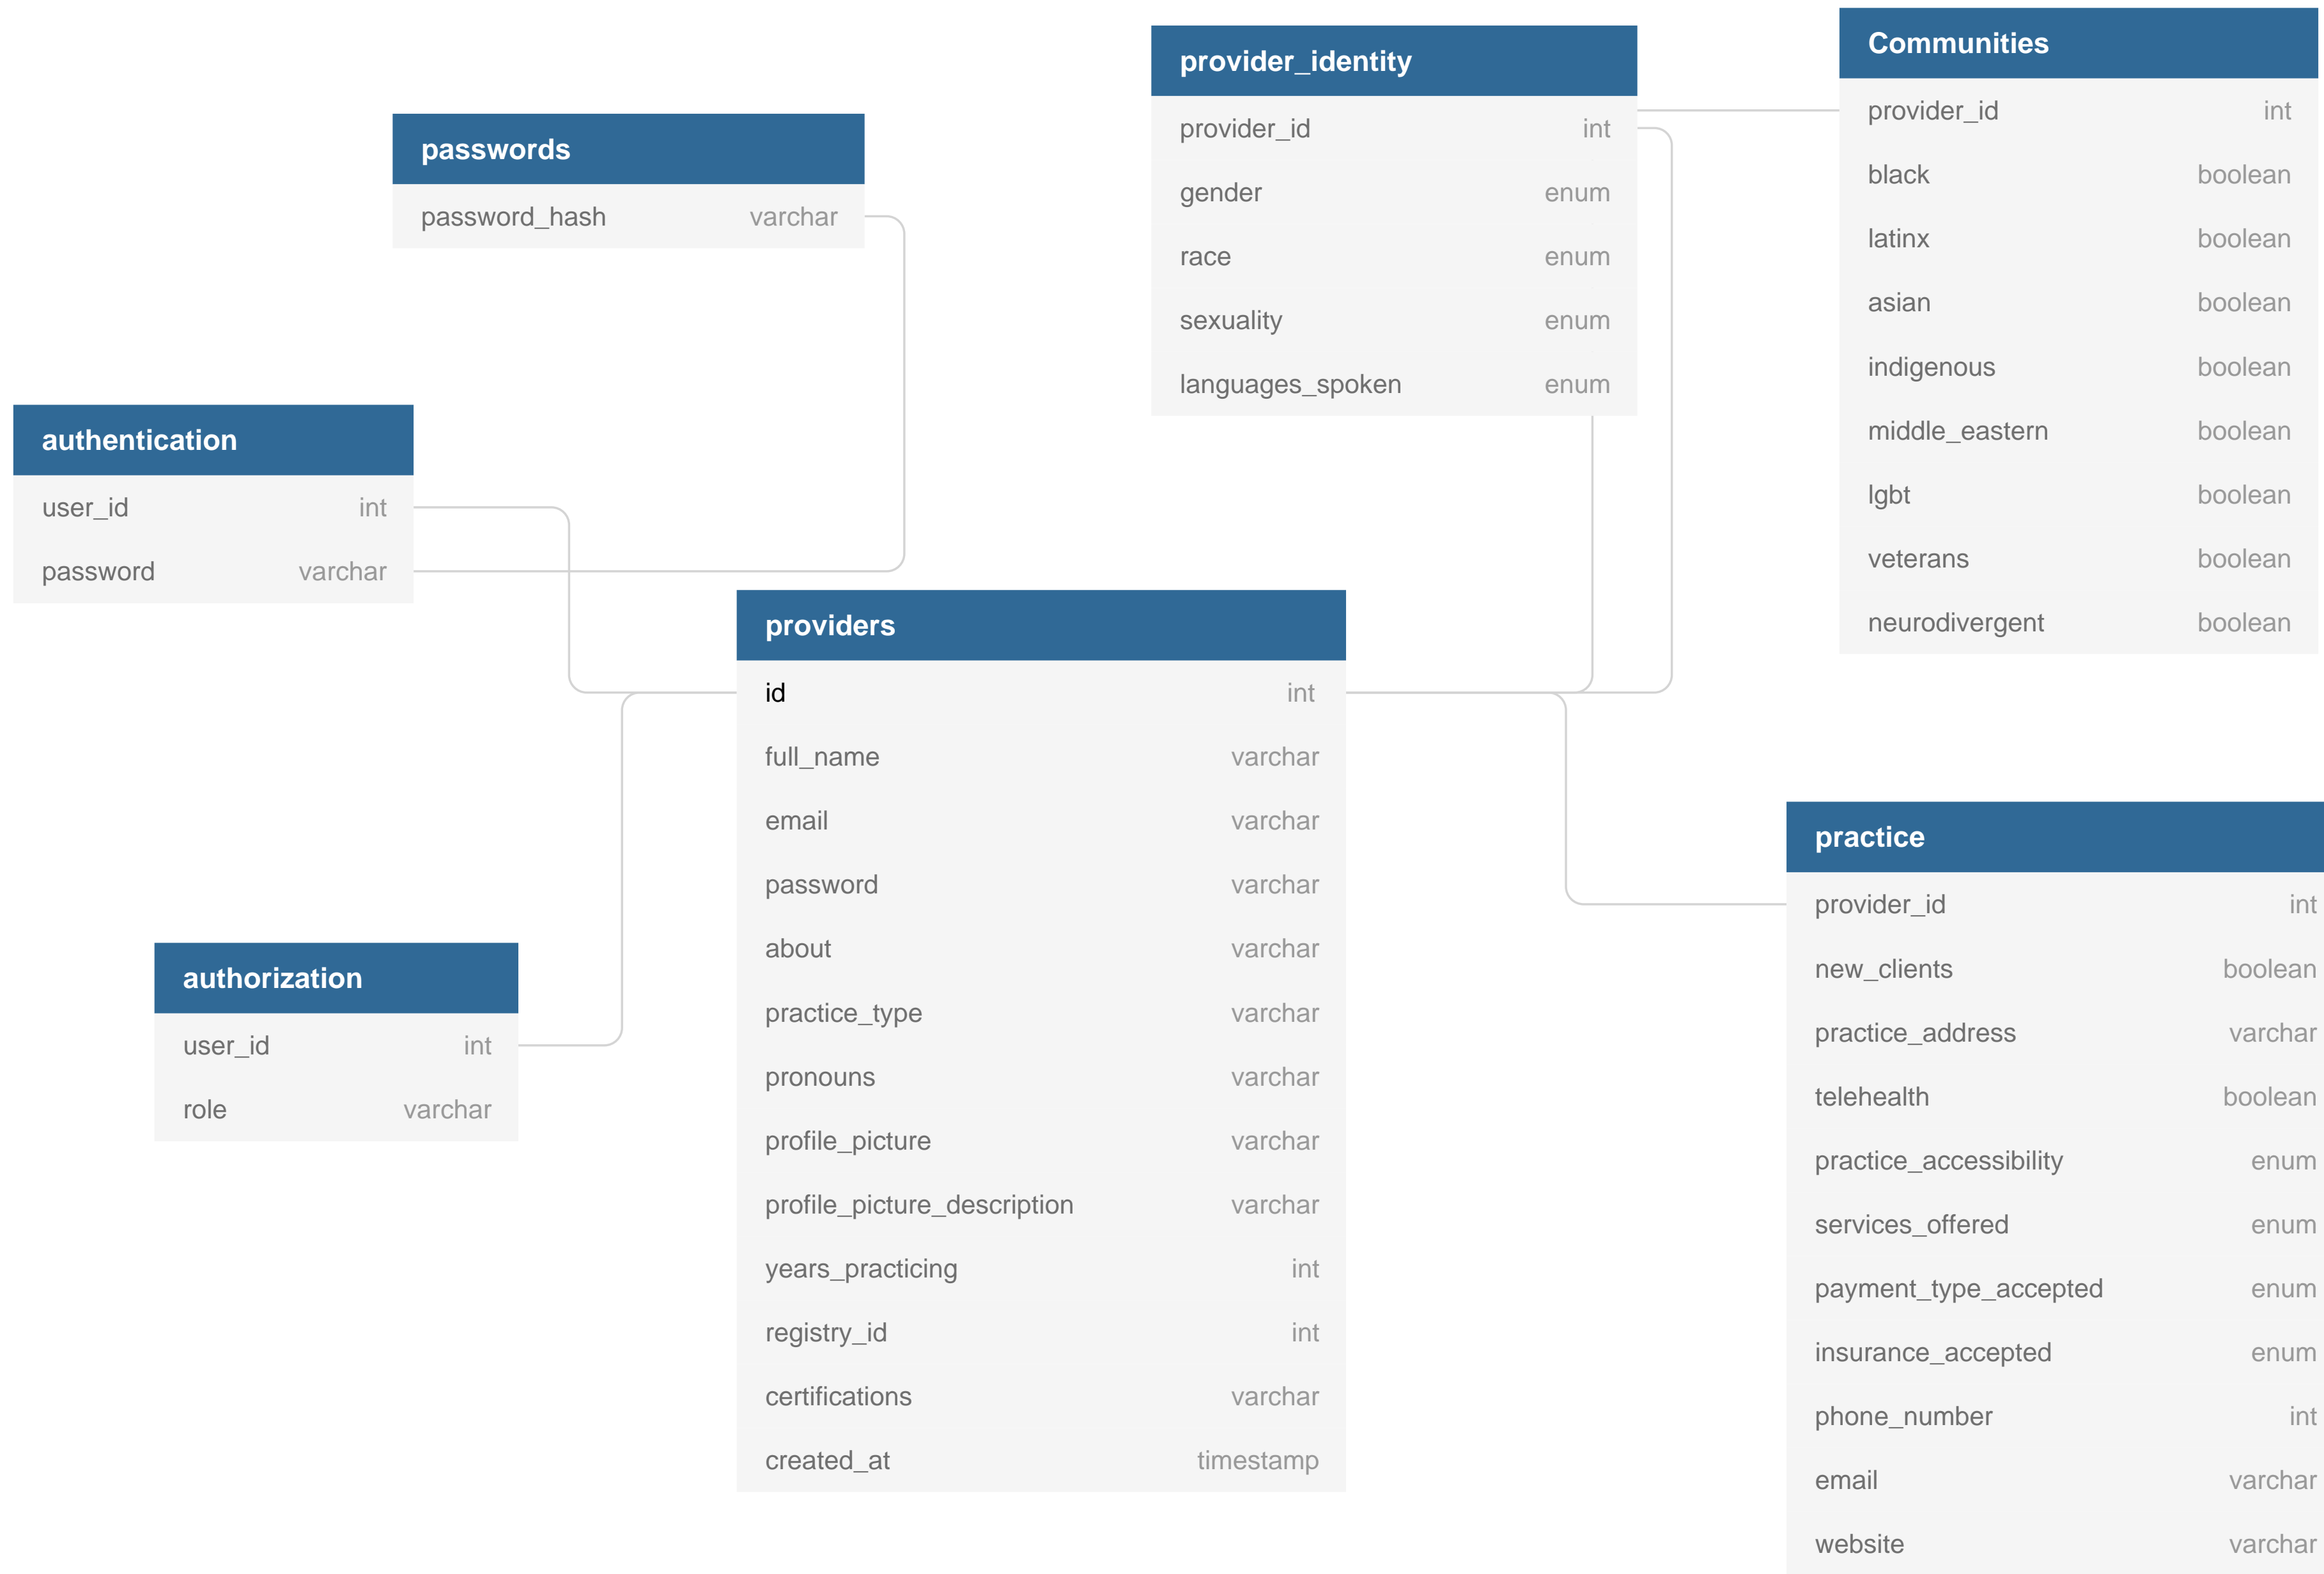 passwords
password_hash varchar
authentication
user_id int
password varchar
authorization
user_id int
role varchar
providers
id int
full_name varchar
email varchar
password varchar
about varchar
practice_type varchar
pronouns varchar
profile_picture varchar
profile_picture_description varchar
years_practicing int
registry_id int
certifications varchar
created_at timestamp
provider_identity
provider_id int
gender enum
race enum
sexuality enum
languages_spoken enum
Communities
provider_id int
black boolean
latinx boolean
asian boolean
indigenous boolean
middle_eastern boolean
lgbt boolean
veterans boolean
neurodivergent boolean
practice
provider_id int
new_clients boolean
practice_address varchar
telehealth boolean
practice_accessibility enum
services_offered enum
payment_type_accepted enum
insurance_accepted enum
phone_number int
email varchar
website varchar